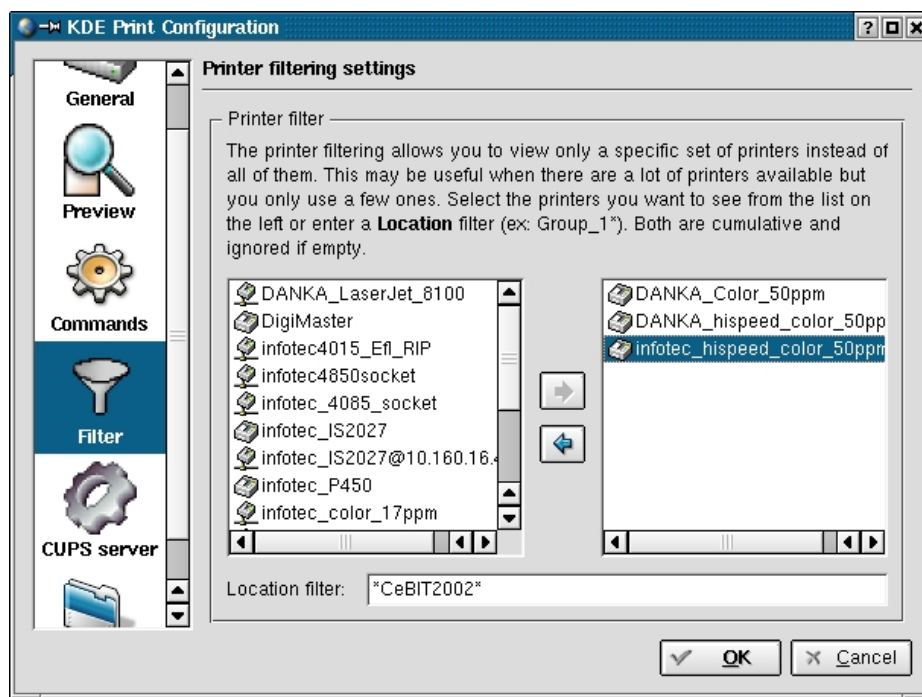 KDE Print Configuration
General
Preview
Commands
Filter
CUPS server
Printer filtering settings
Printer filter
The printer filtering allows you to view only a specific set of printers instead of
all of them. This may be useful when there are a lot of printers available but
you only use a few ones. Select the printers you want to see from the list on
the left or enter a Location filter (ex: Group_1*). Both are cumulative and
ignored if empty.
DANKA_LaserJet_8100
DigiMaster
infotec4015_Efl_RIP
infotec4850socket
infotec_4085_socket
infotec_IS2027
infotec_IS2027@10.160.16.4
infotec_P450
infotec_color_17ppm
DANKA_Color_50ppm
DANKA_hispeed_color_50pp
infotec_hispeed_color_50ppm
Location filter: *CeBIT2002*
OK
Cancel